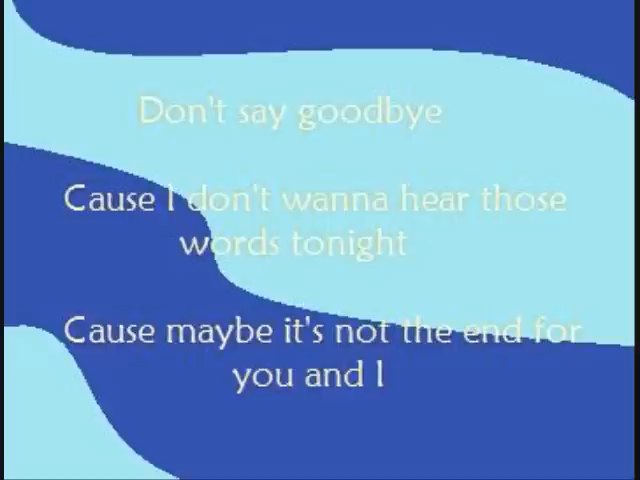 Don't say goodbye
Cause I don't wanna hear those
words tonight
Cause maybe it's not the end for
you and I